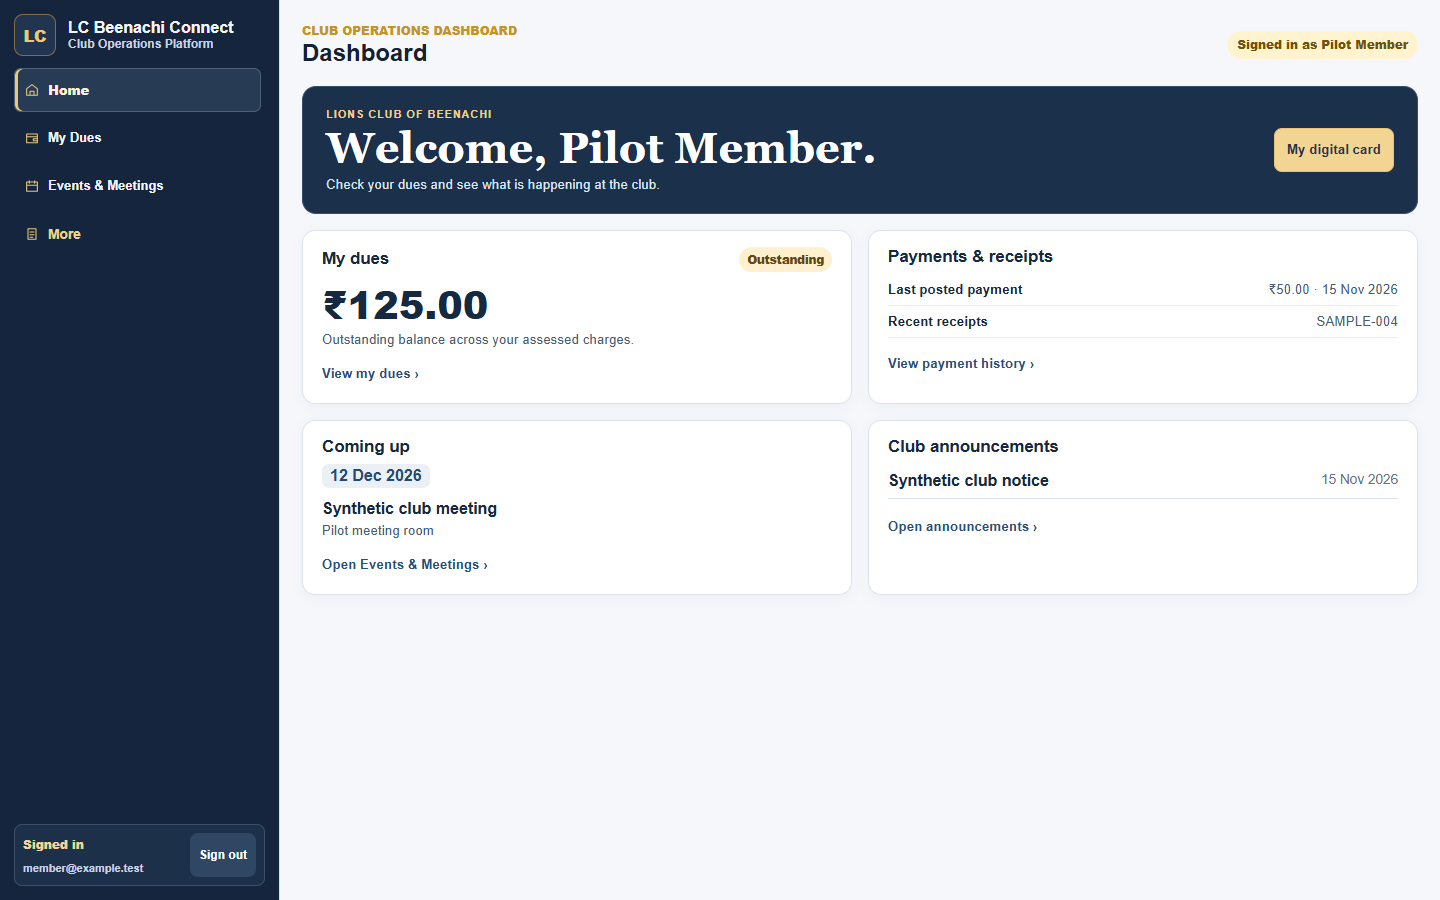 LC
LC Beenachi Connect
Club Operations Platform
Home
My Dues
Events & Meetings
More
Signed in
member@example.test
Sign out
CLUB OPERATIONS DASHBOARD
Dashboard
Signed in as Pilot Member
LIONS CLUB OF BEENACHI
Welcome, Pilot Member.
Check your dues and see what is happening at the club.
My digital card
My dues
Outstanding
₹125.00
Outstanding balance across your assessed charges.
View my dues ›
Payments & receipts
Last posted payment ₹50.00 · 15 Nov 2026
Recent receipts SAMPLE-004
View payment history ›
Coming up
12 Dec 2026
Synthetic club meeting
Pilot meeting room
Open Events & Meetings ›
Club announcements
Synthetic club notice 15 Nov 2026
Open announcements ›